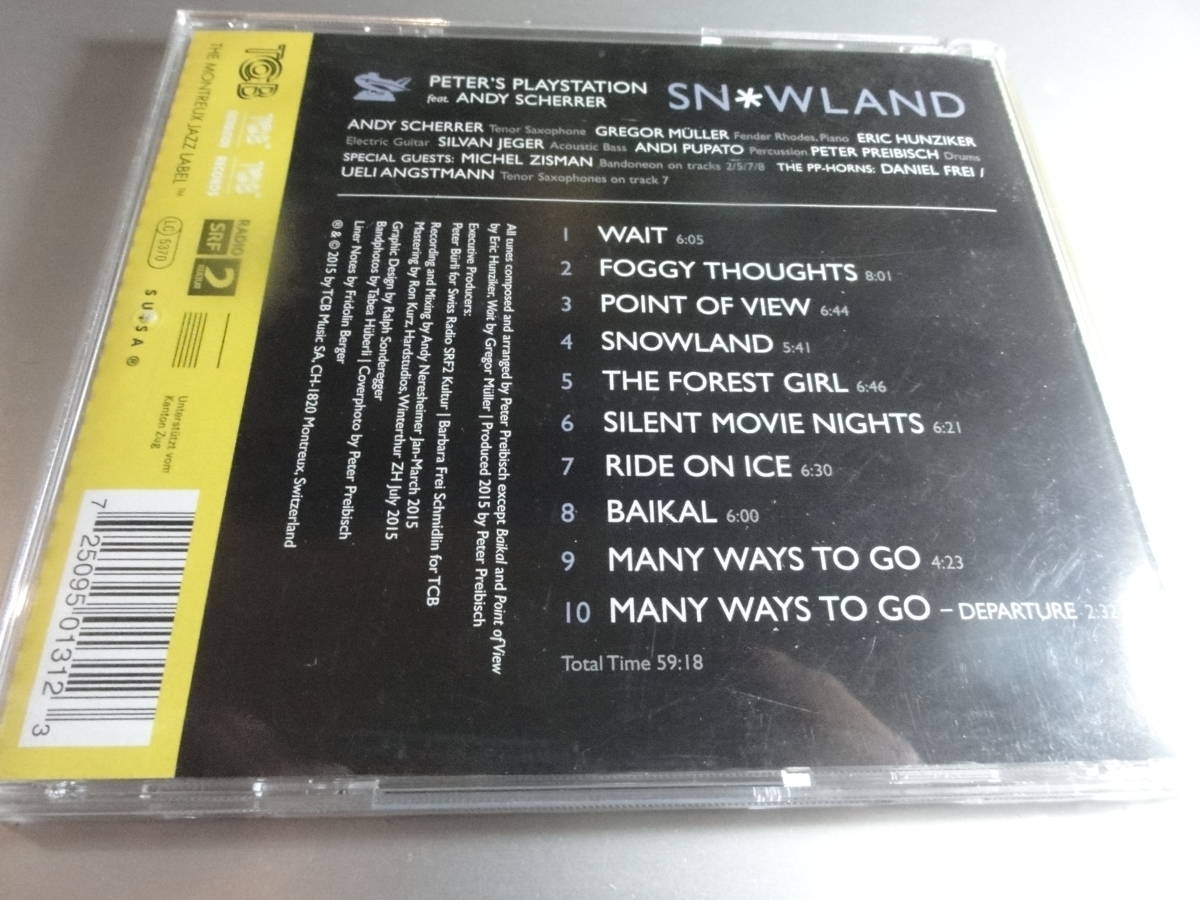 PETER'S PLAYSTATION
feat. ANDY SCHERRER
SN*WLAND
ANDY SCHERRER Tenor Saxophone GREGOR MÜLLER Fender Rhodes, Piano ERIC HUNZIKER
Electric Guitar SILVAN JEGER Acoustic Bass ANDI PUPATO Percussion PETER PREIBISCH Drums
SPECIAL GUESTS: MICHEL ZISMAN Bandoneon on tracks 2/5/7/8 THE PP-HORNS: DANIEL FREI /
UELI ANGSTMANN Tenor Saxophones on track 7
1 WAIT 6:05
2 FOGGY THOUGHTS 8:01
3 POINT OF VIEW 6:44
4 SNOWLAND 5:41
5 THE FOREST GIRL 6:46
6 SILENT MOVIE NIGHTS 6:21
7 RIDE ON ICE 6:30
8 BAIKAL 6:00
9 MANY WAYS TO GO 4:23
10 MANY WAYS TO GO – DEPARTURE 2:32
Total Time 59:18
All tunes composed and arranged by Peter Preibisch except Baikal and Point of View
by Eric Hunziker, Wait by Gregor Müller | Produced 2015 by Peter Preibisch
Executive Producers:
Peter Bürli for Swiss Radio SRF2 Kultur | Barbara Frei Schmidlin for TCB
Recording and Mixing by Andy Neresheimer Jan-March 2015
Mastering by Ron Kurz, Hardstudios, Winterthur ZH July 2015
Graphic Design by Ralph Sonderegger
Bandphotos by Tabea Hüberli | Coverphoto by Peter Preibisch
Liner Notes by Fridolin Berger
℗ & © 2015 by TCB Music SA, CH-1820 Montreux, Switzerland
TCB
THE MONTREUX JAZZ LABEL™
RECORDS
RADIO
SRF 2
KULTUR
LC 5370
SUISA ®
Unterstützt vom
Kanton Zug
7 25095 01312 3